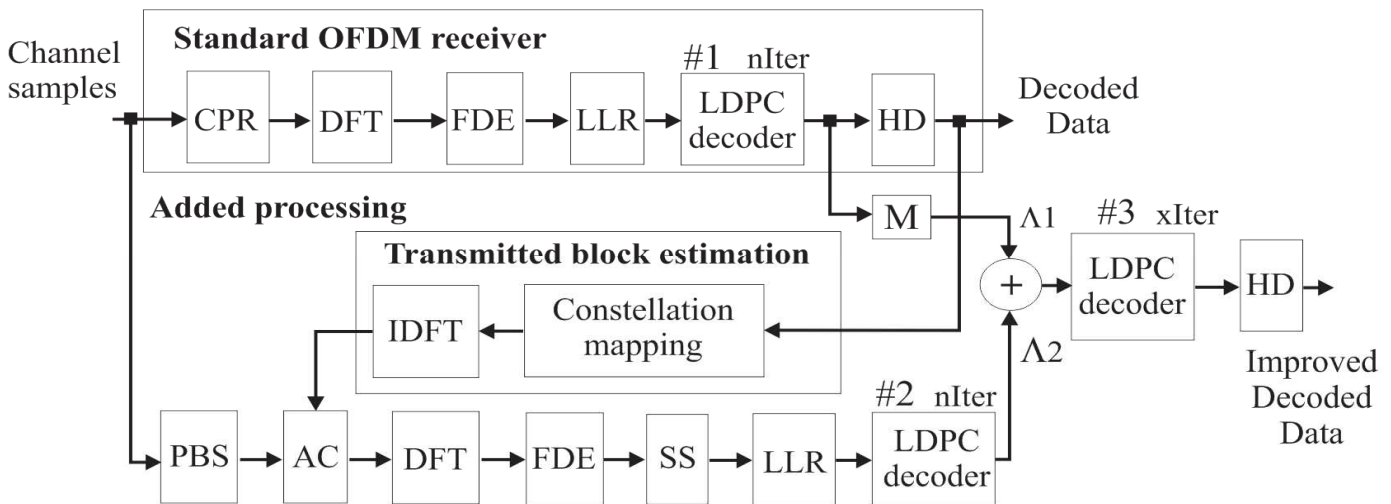 Standard OFDM receiver
Channel
samples
CPR
DFT
FDE
LLR
#1 nIter
LDPC
decoder
HD
Decoded
Data
Added processing
M
Λ1
#3 xIter
LDPC
decoder
HD
Improved
Decoded
Data
+
Λ2
Transmitted block estimation
IDFT
Constellation
mapping
PBS
AC
DFT
FDE
SS
LLR
#2 nIter
LDPC
decoder